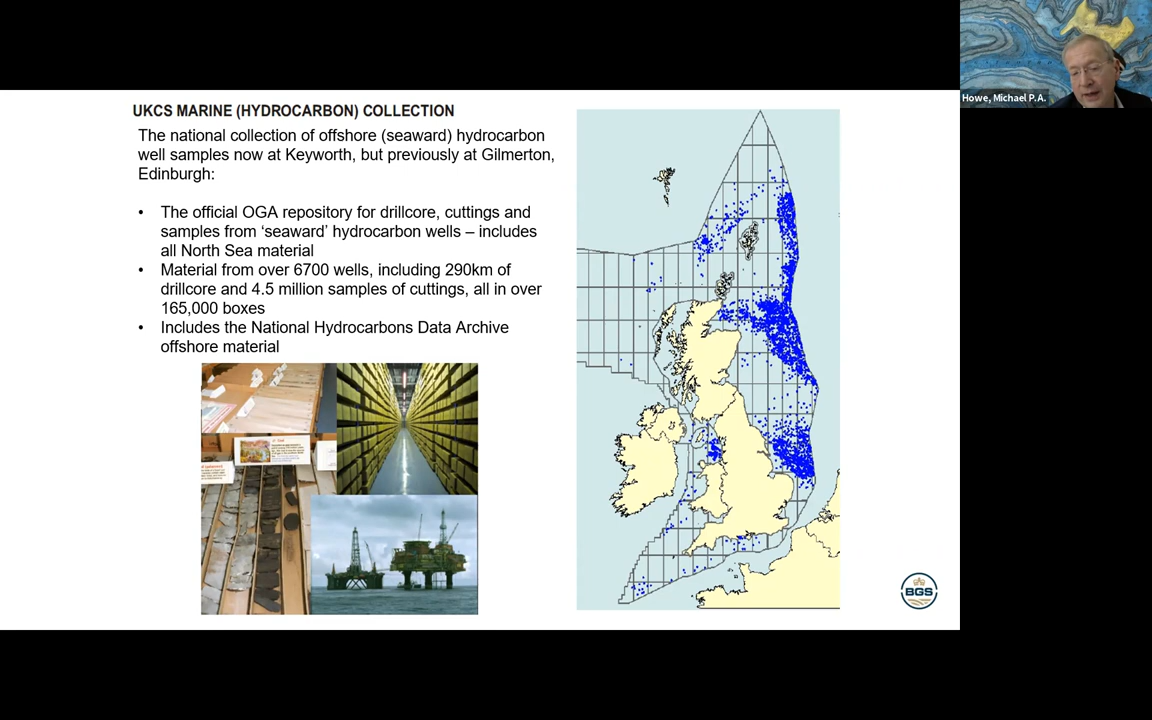 UKCS MARINE (HYDROCARBON) COLLECTION
The national collection of offshore (seaward) hydrocarbon
well samples now at Keyworth, but previously at Gilmerton,
Edinburgh:
• The official OGA repository for drillcore, cuttings and
samples from ‘seaward’ hydrocarbon wells – includes
all North Sea material
• Material from over 6700 wells, including 290km of
drillcore and 4.5 million samples of cuttings, all in over
165,000 boxes
• Includes the National Hydrocarbons Data Archive
offshore material
BGS
Howe, Michael P.A.